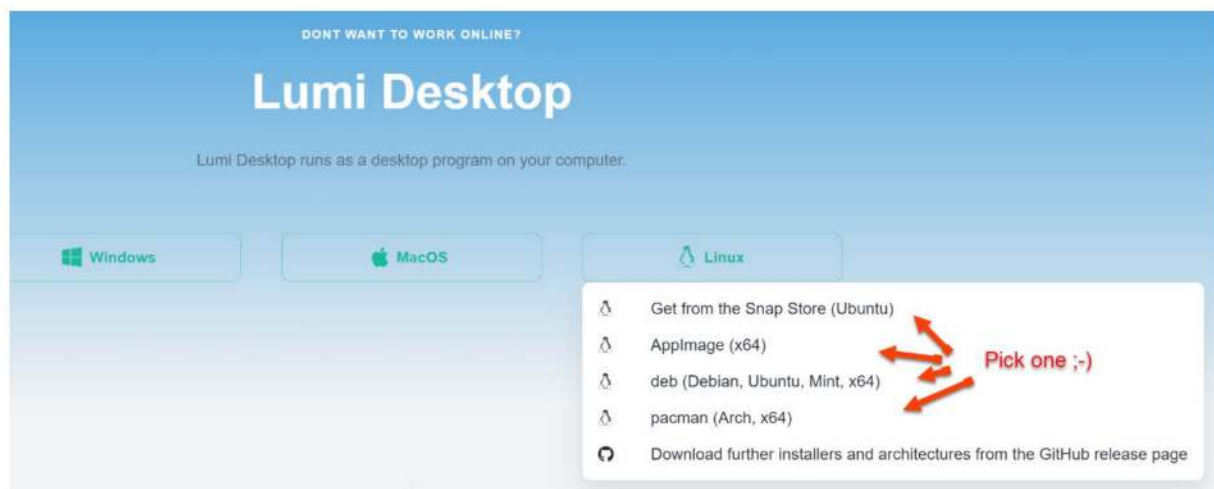 DONT WANT TO WORK ONLINE?
Lumi Desktop
Lumi Desktop runs as a desktop program on your computer.
Windows
MacOS
Linux
Get from the Snap Store (Ubuntu)
AppImage (x64)
deb (Debian, Ubuntu, Mint, x64)
pacman (Arch, x64)
Download further installers and architectures from the GitHub release page
Pick one ;-)